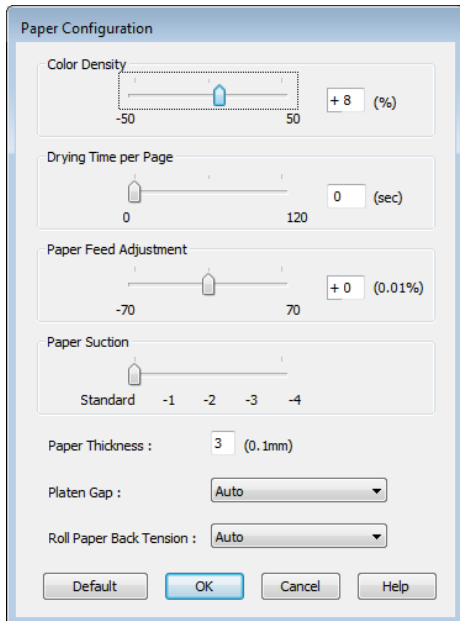 Paper Configuration
Color Density
+ 8 (%)
-50 50
Drying Time per Page
0 (sec)
0 120
Paper Feed Adjustment
+ 0 (0.01%)
-70 70
Paper Suction
Standard -1 -2 -3 -4
Paper Thickness : 3 (0.1mm)
Platen Gap : Auto
Roll Paper Back Tension : Auto
Default OK Cancel Help